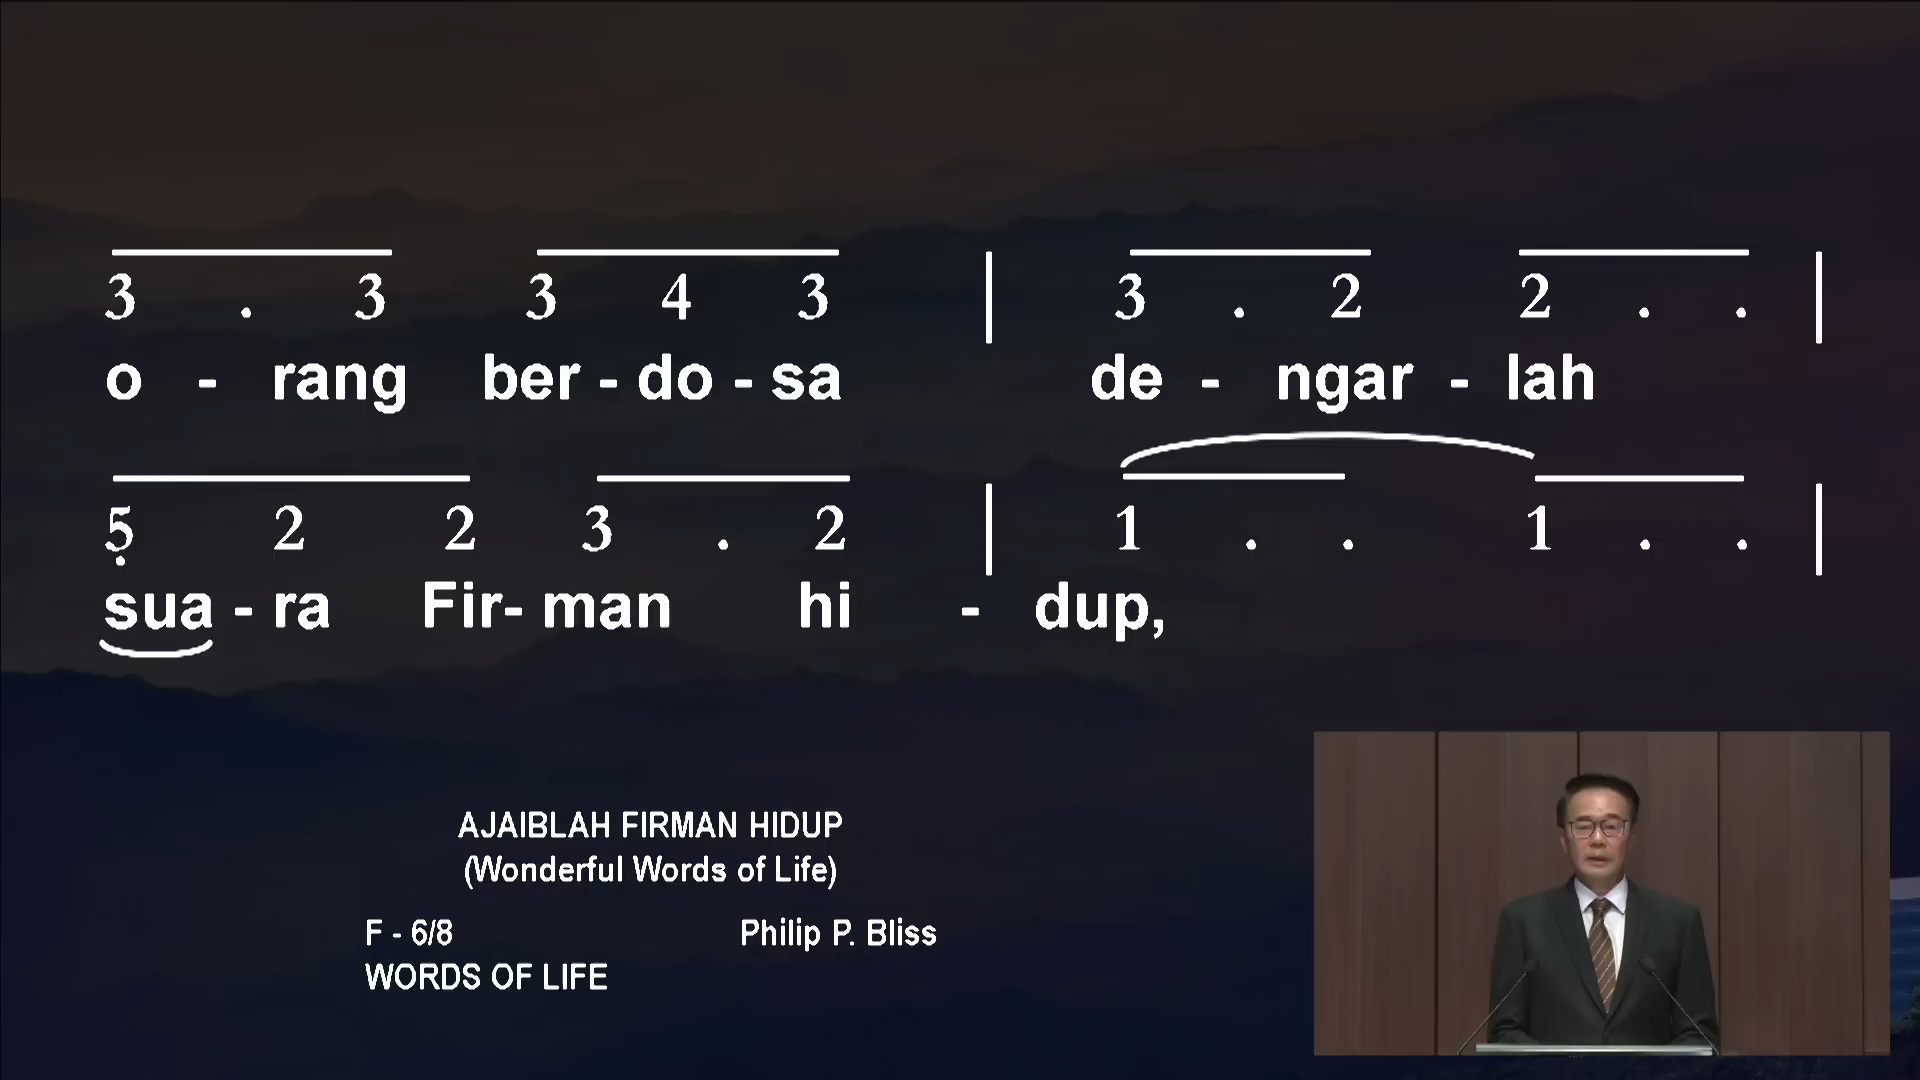 3 . 3 3 4 3 | 3 . 2 2 . . |
o - rang ber - do - sa de - ngar - lah
5̣ 2 2 3 . 2 | 1 . . 1 . . |
sua - ra Fir- man hi - dup,
AJAIBLAH FIRMAN HIDUP
(Wonderful Words of Life)
F - 6/8 Philip P. Bliss
WORDS OF LIFE